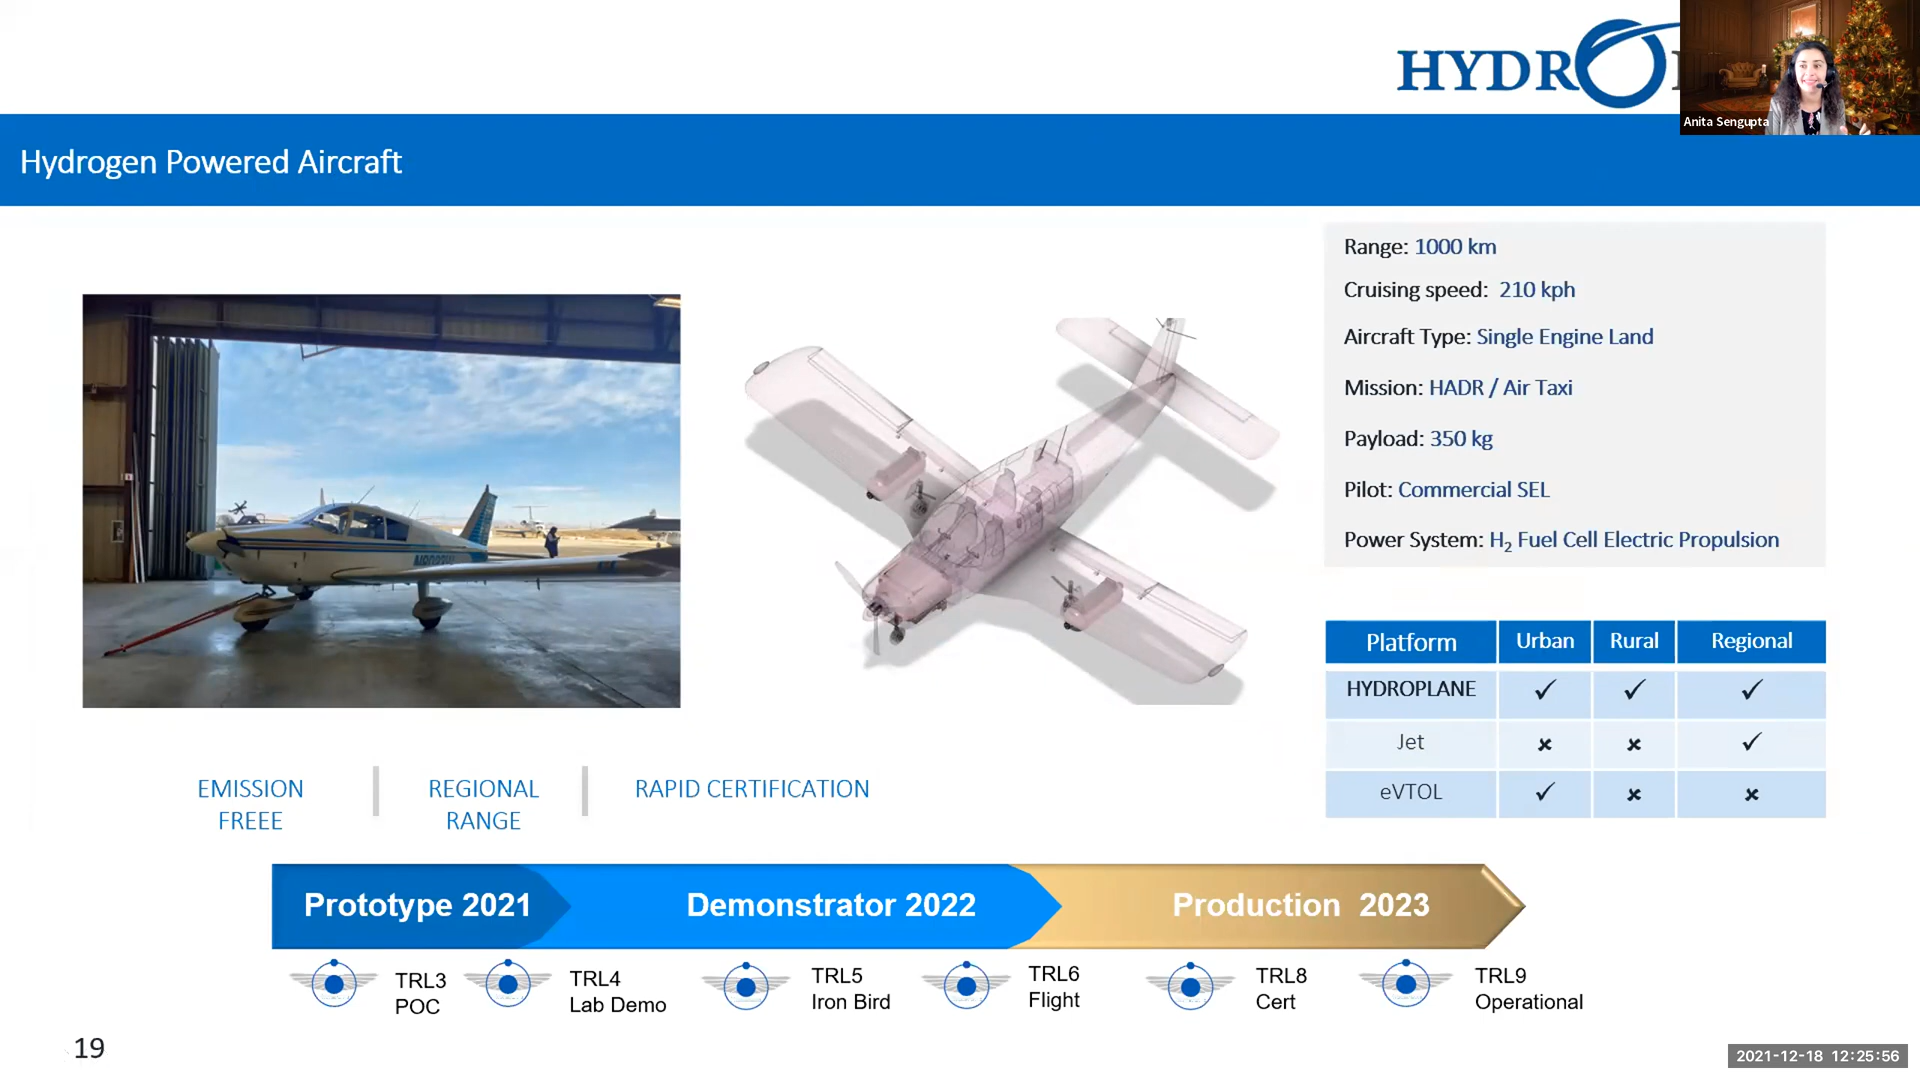 HYDRO
Anita Sengupta
Hydrogen Powered Aircraft
Range: 1000 km
Cruising speed: 210 kph
Aircraft Type: Single Engine Land
Mission: HADR / Air Taxi
Payload: 350 kg
Pilot: Commercial SEL
Power System: H₂ Fuel Cell Electric Propulsion
Platform Urban Rural Regional
HYDROPLANE ✓ ✓ ✓
Jet × × ✓
eVTOL ✓ × ×
EMISSION
FREEE
REGIONAL
RANGE
RAPID CERTIFICATION
Prototype 2021 Demonstrator 2022 Production 2023
TRL3
POC
TRL4
Lab Demo
TRL5
Iron Bird
TRL6
Flight
TRL8
Cert
TRL9
Operational
19
2021-12-18 12:25:56